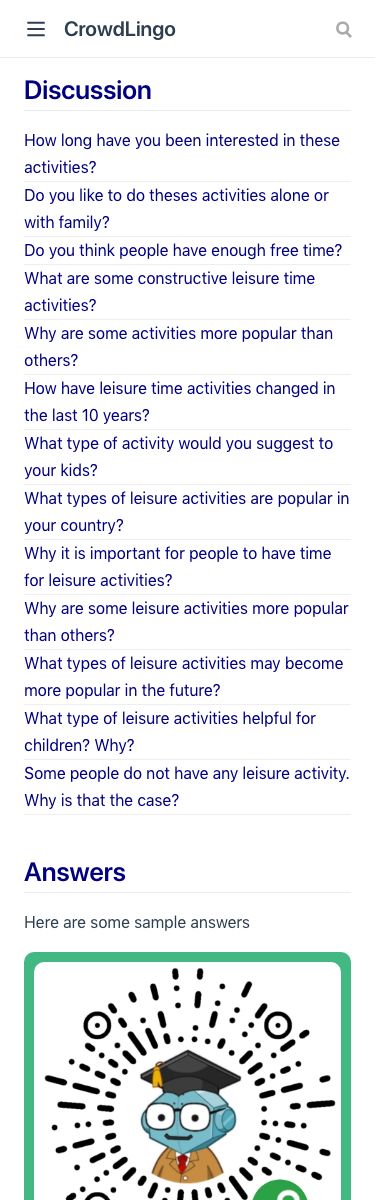 CrowdLingo
Discussion
How long have you been interested in these
activities?
Do you like to do theses activities alone or
with family?
Do you think people have enough free time?
What are some constructive leisure time
activities?
Why are some activities more popular than
others?
How have leisure time activities changed in
the last 10 years?
What type of activity would you suggest to
your kids?
What types of leisure activities are popular in
your country?
Why it is important for people to have time
for leisure activities?
Why are some leisure activities more popular
than others?
What types of leisure activities may become
more popular in the future?
What type of leisure activities helpful for
children? Why?
Some people do not have any leisure activity.
Why is that the case?
Answers
Here are some sample answers